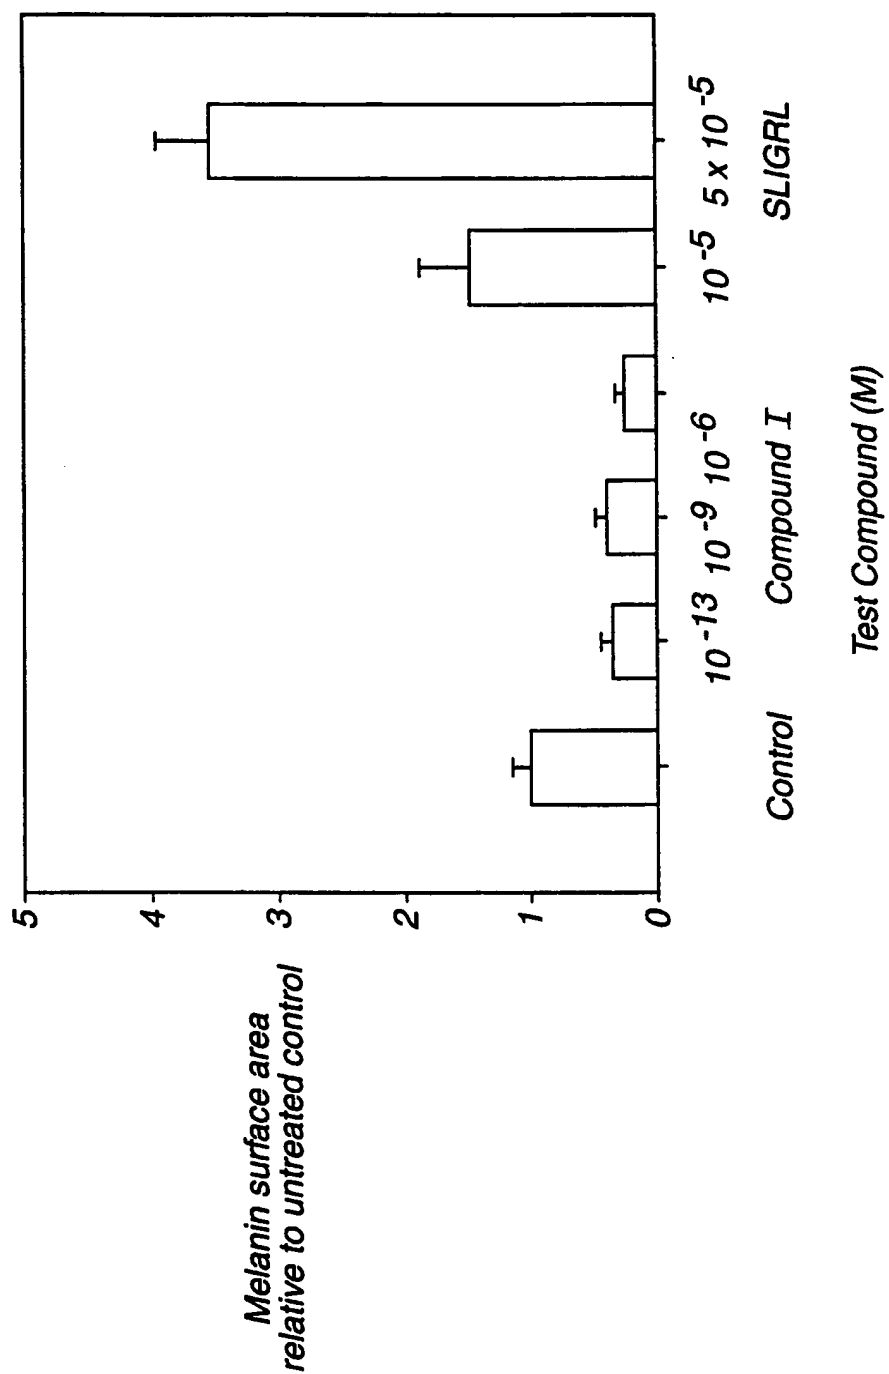 Melanin surface area
relative to untreated control
5
4
3
2
1
0
10-13 10-9 10-6 10-5 5 x 10-5
Control Compound I SLIGRL
Test Compound (M)